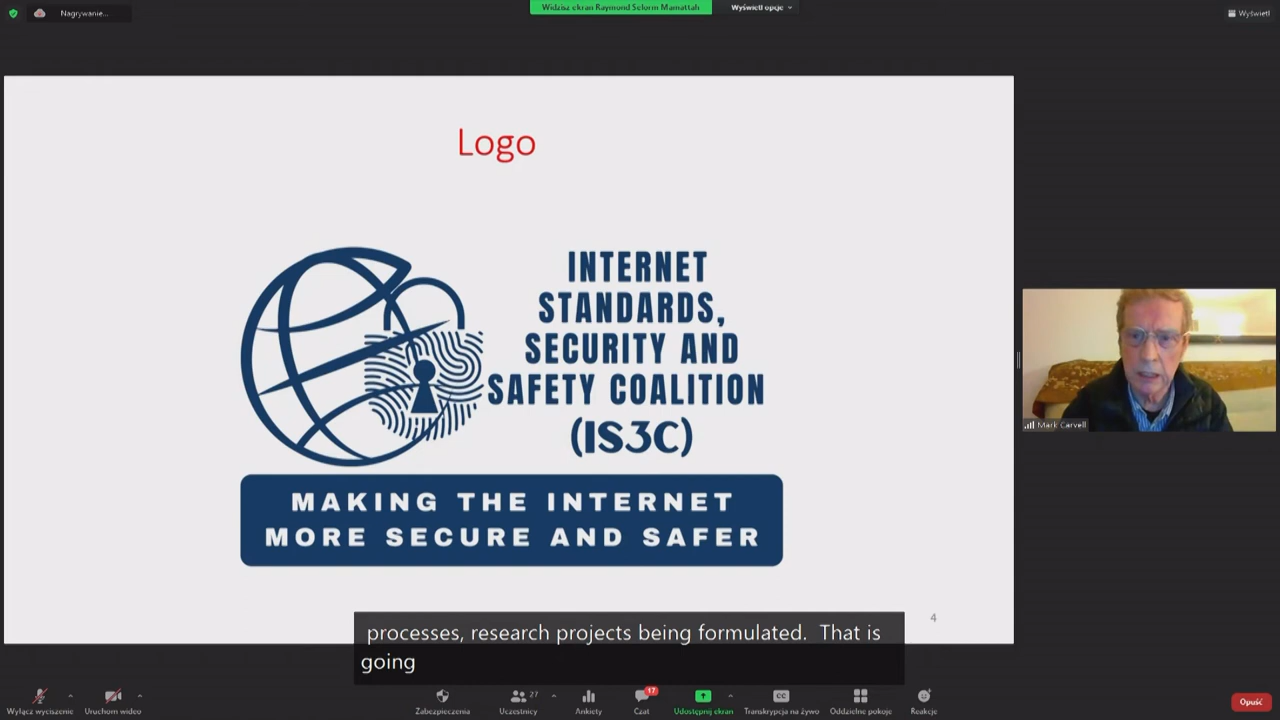 Nagrywanie...
Widzisz ekran Raymond Selorm Mamattah
Wyświetl opcje
Wyświetl
Logo
INTERNET
STANDARDS,
SECURITY AND
SAFETY COALITION
(IS3C)
MAKING THE INTERNET
MORE SECURE AND SAFER
4
Mark Carvell
processes, research projects being formulated.  That is
going
Wyłącz wyciszenie
Uruchom wideo
Zabezpieczenia
27
Uczestnicy
Ankiety
17
Czat
Udostępnij ekran
CC
Transkrypcja na żywo
Oddzielne pokoje
Reakcje
Opuść